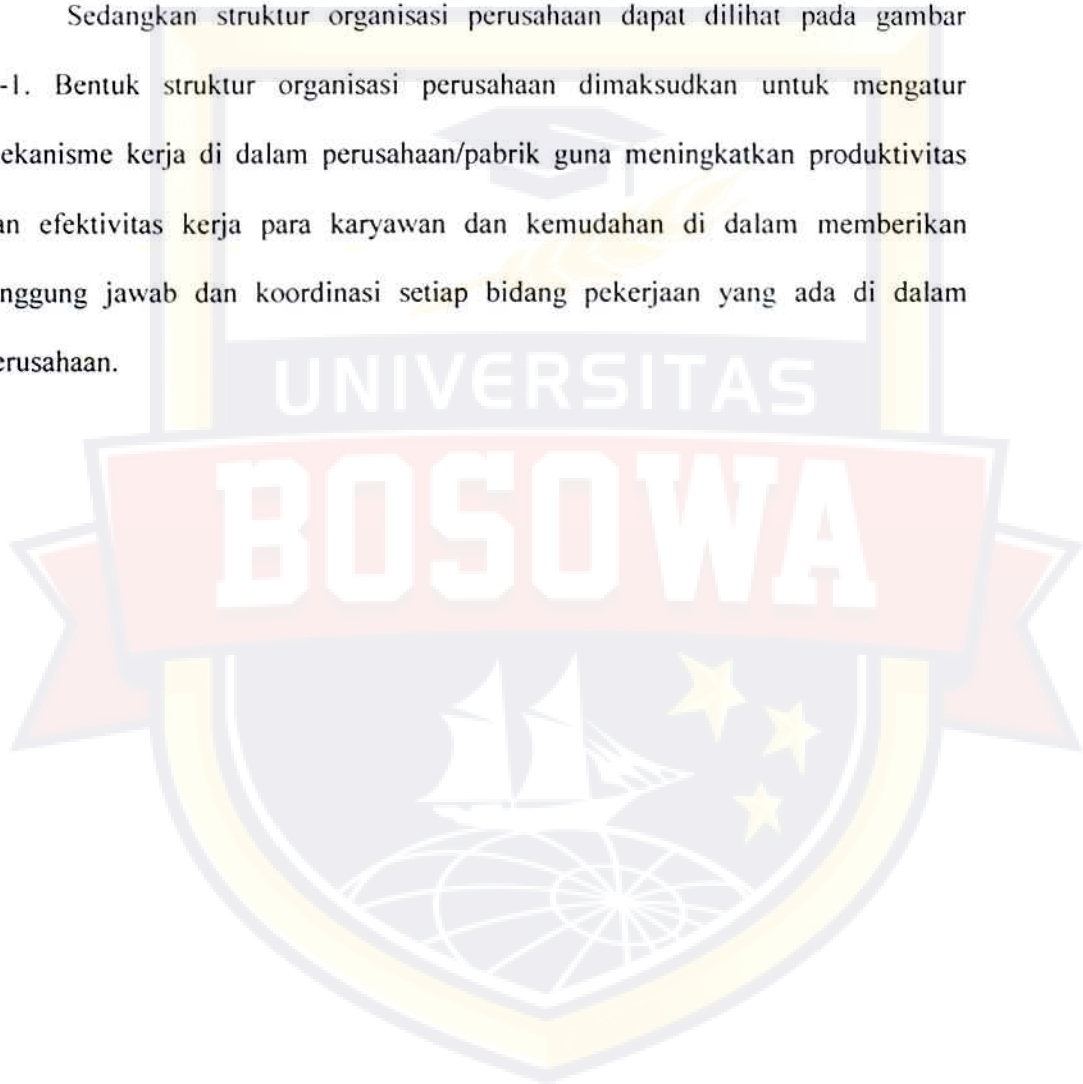 Sedangkan struktur organisasi perusahaan dapat dilihat pada gambar
-1. Bentuk struktur organisasi perusahaan dimaksudkan untuk mengatur
ekanisme kerja di dalam perusahaan/pabrik guna meningkatkan produktivitas
an efektivitas kerja para karyawan dan kemudahan di dalam memberikan
nggung jawab dan koordinasi setiap bidang pekerjaan yang ada di dalam
erusahaan.
UNIVERSITAS
BOSOWA